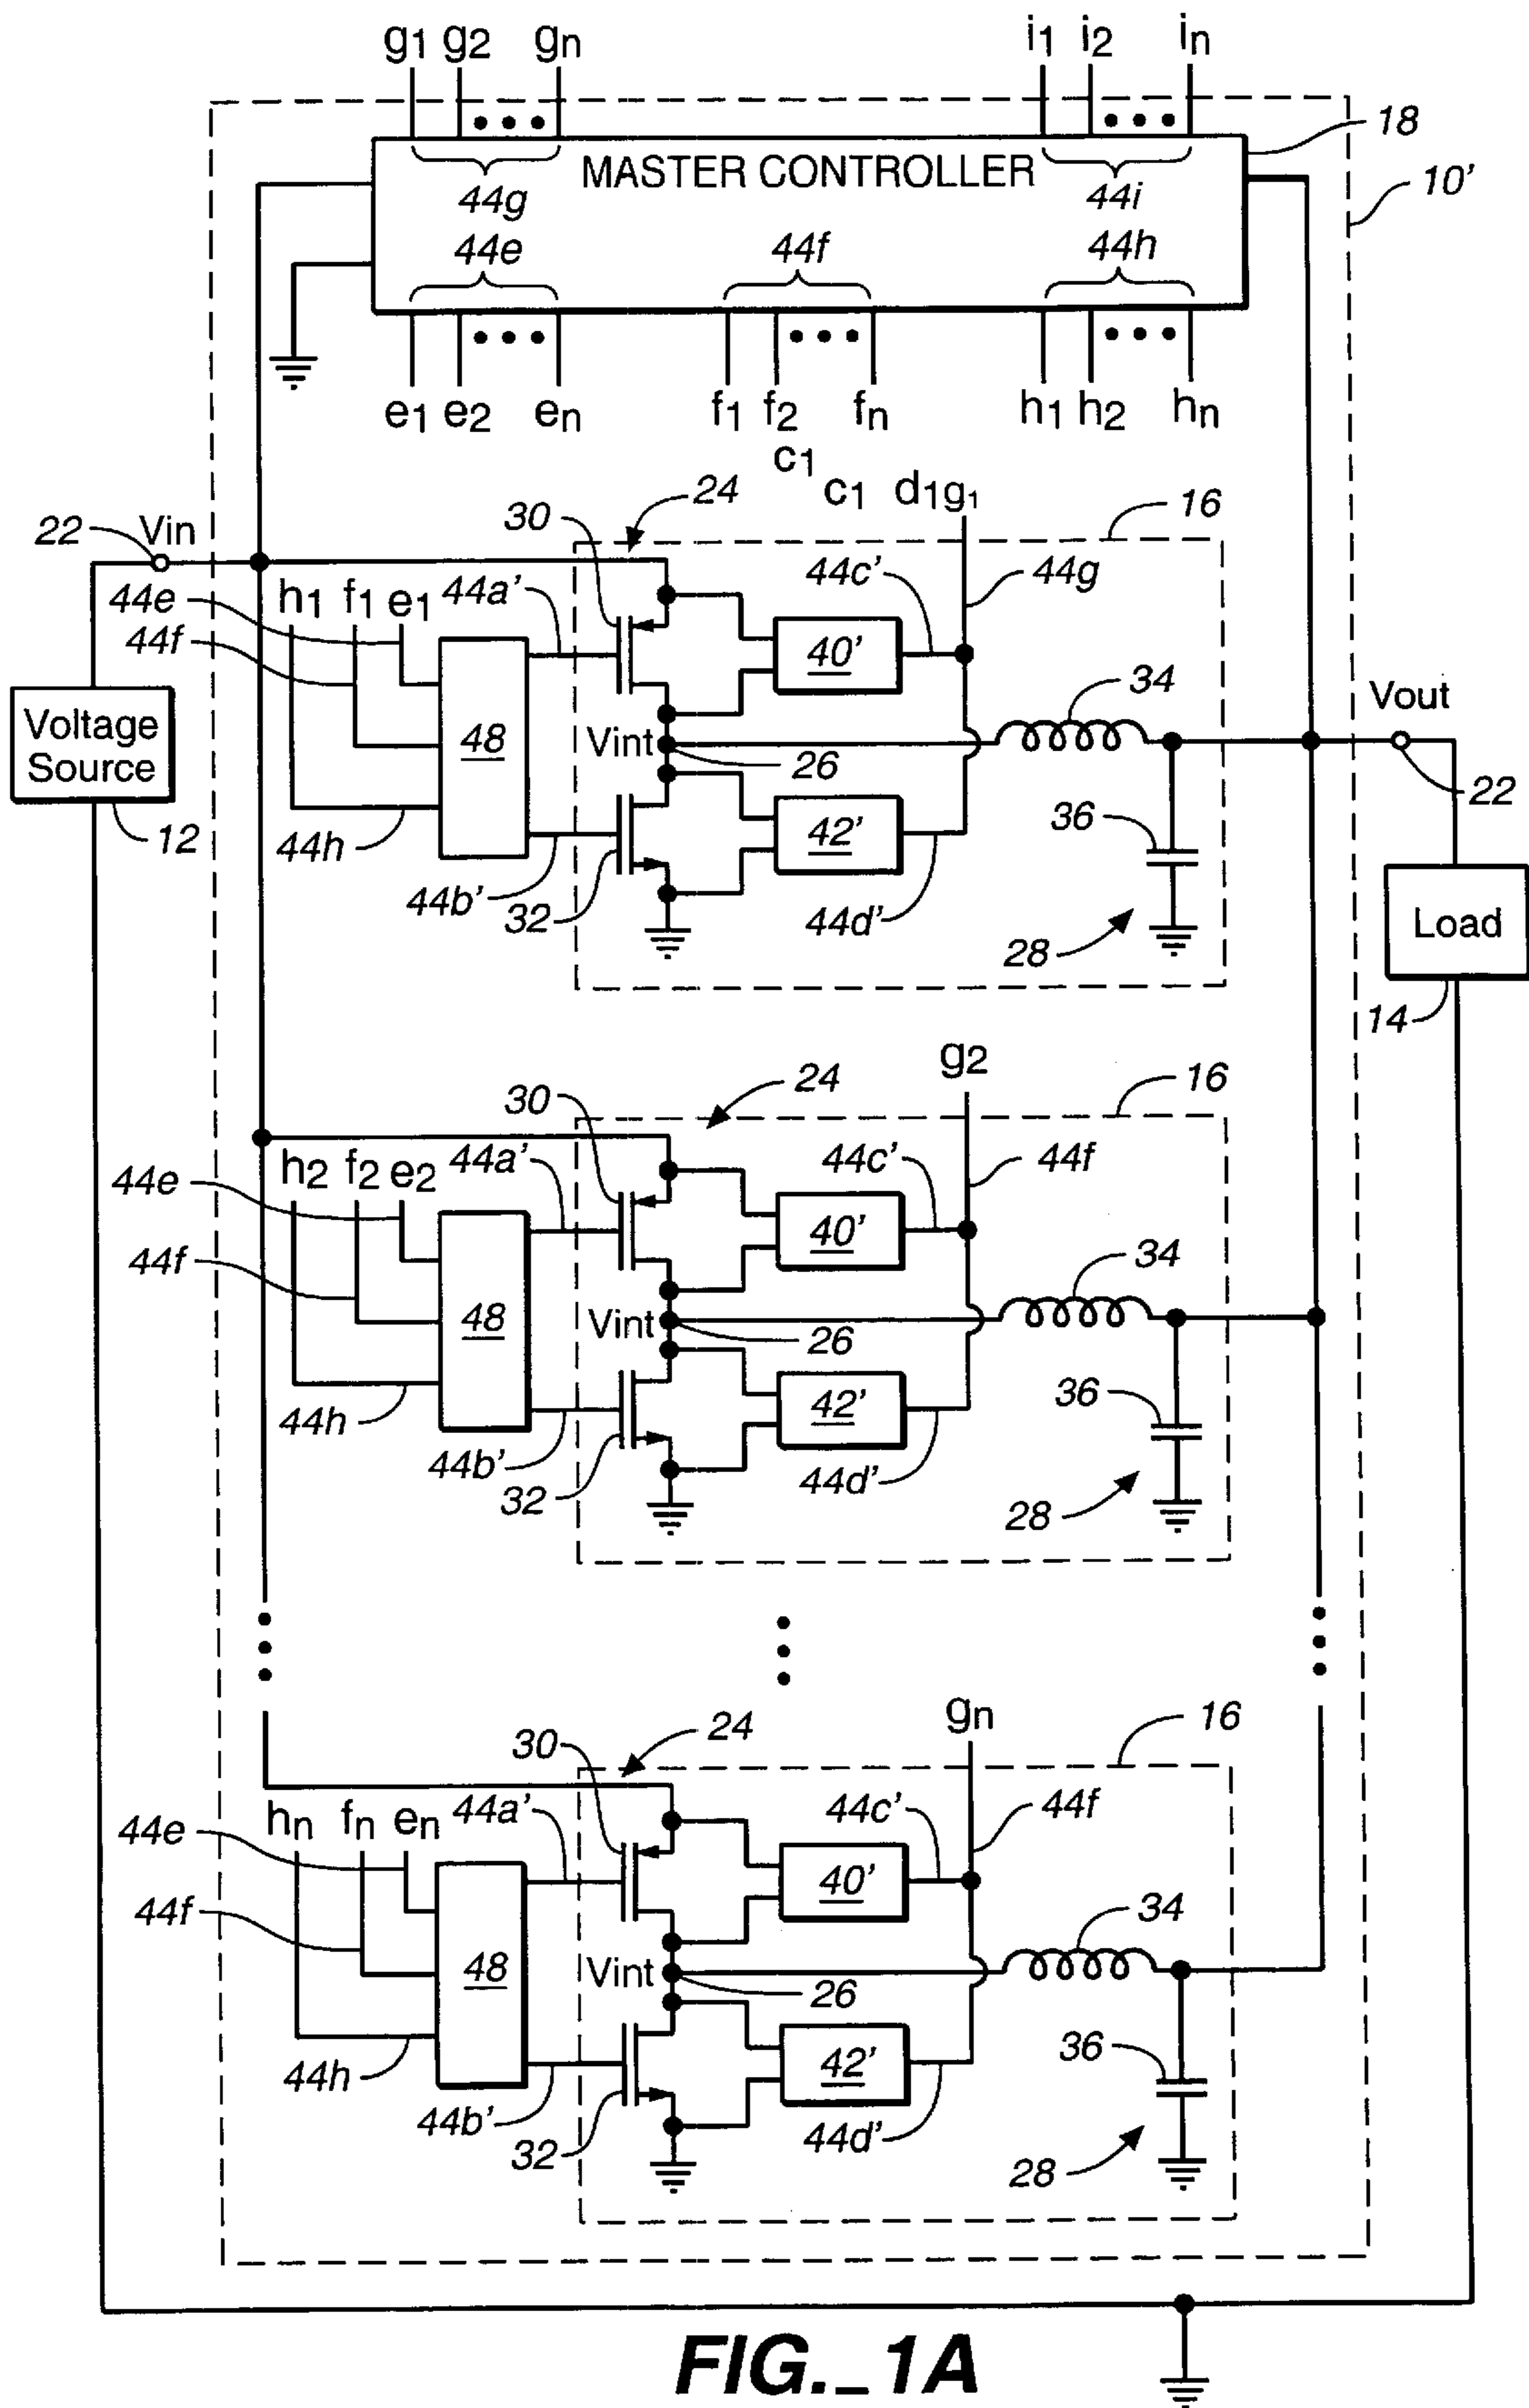 g1 g2 gn i1 i2 in
18
MASTER CONTROLLER
10'
44g 44i
44e 44f 44h
e1 e2 en f1 f2 fn h1 h2 hn
c1
c1 d1g1
24
30
16
22 Vin
44e h1 f1 e1 44a' 44c' 44g
44f
40'
34
Vout
Voltage
Source
48
Vint
26
22
12
44h
42'
36
44b'
32
44d'
28
Load
14
g2
24
30
16
h2 f2 e2 44a' 44c' 44f
44e
40'
44f
34
48
Vint
26
42'
36
44h
44b'
44d'
32
28
gn
24
30
16
hn fn en 44a' 44c' 44f
44e
40'
44f
34
48
Vint
26
42'
36
44h
44b'
44d'
32
28
FIG._1A